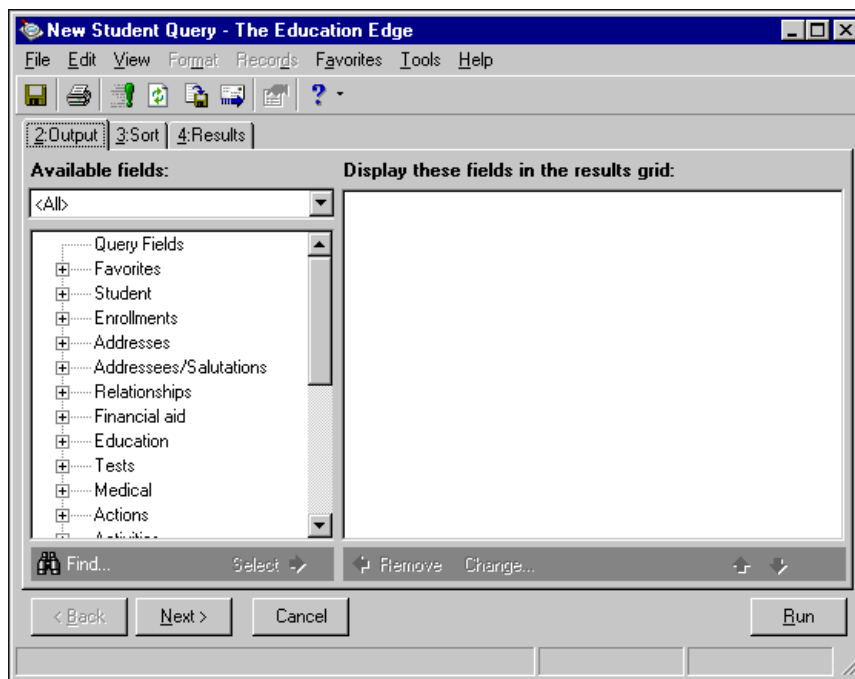 New Student Query - The Education Edge
File Edit View Format Records Favorites Tools Help
2:Output 3:Sort 4:Results
Available fields:
Display these fields in the results grid:
<All>
Query Fields
Favorites
Student
Enrollments
Addresses
Addressees/Salutations
Relationships
Financial aid
Education
Tests
Medical
Actions
Activities
Find... Select
Remove Change...
< Back Next > Cancel Run